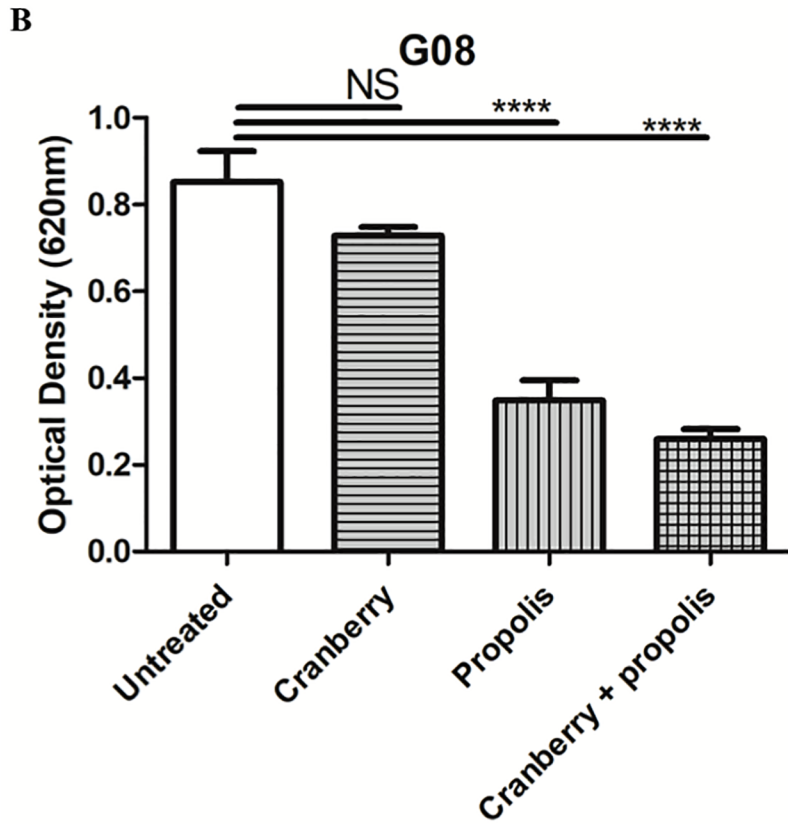 B
G08
NS
****
****
Optical Density (620nm)
1.0
0.8
0.6
0.4
0.2
0.0
Untreated
Cranberry
Propolis
Cranberry + propolis